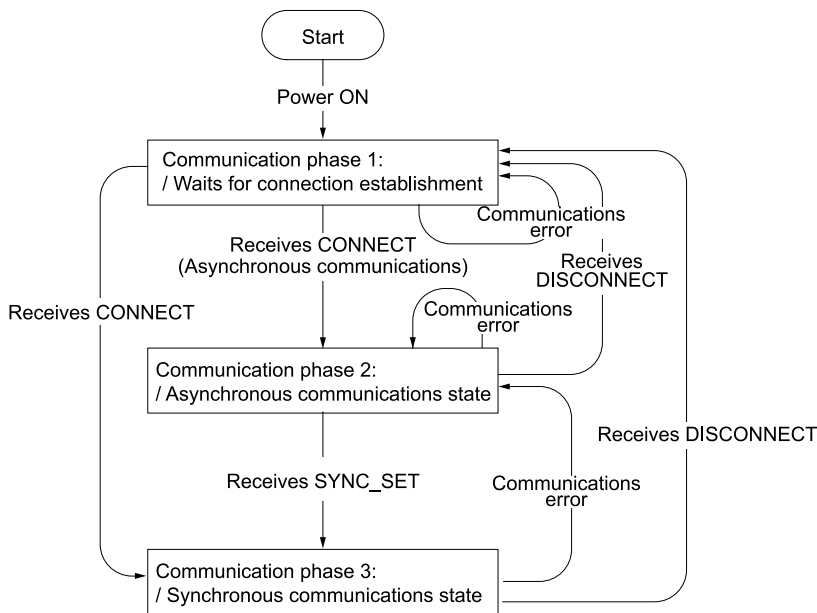 Start
Power ON
Communication phase 1:
/ Waits for connection establishment
Communications
error
Receives CONNECT
(Asynchronous communications)
Receives
DISCONNECT
Receives CONNECT
Communications
error
Communication phase 2:
/ Asynchronous communications state
Receives DISCONNECT
Receives SYNC_SET
Communications
error
Communication phase 3:
/ Synchronous communications state